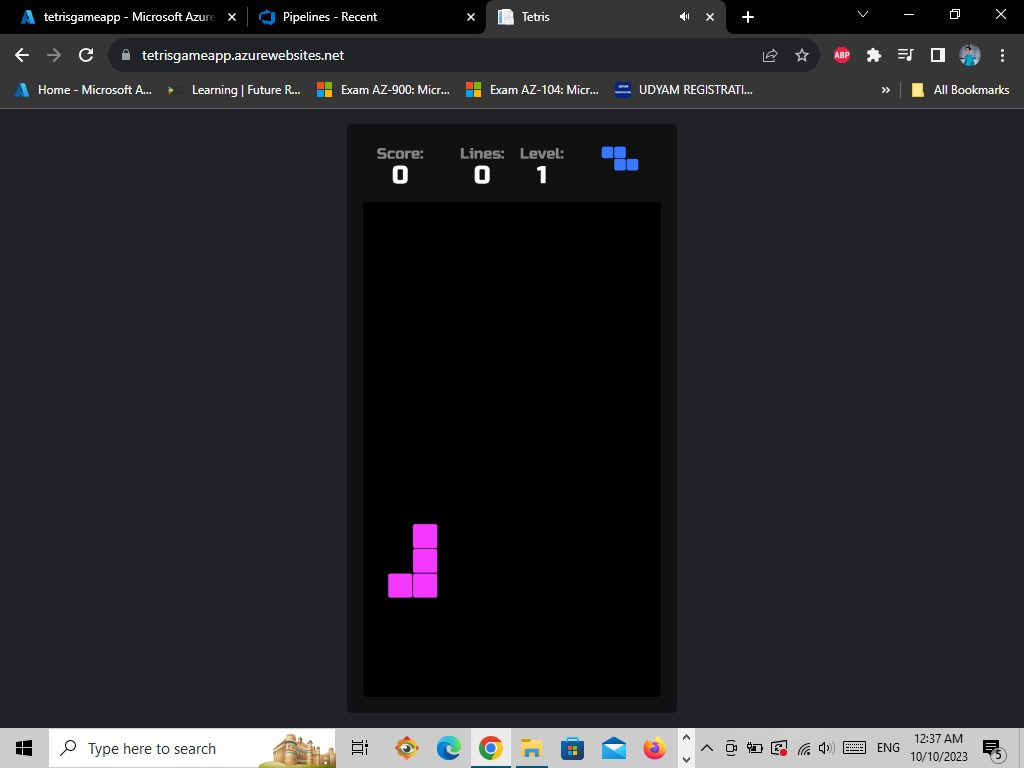 tetrisgameapp - Microsoft Azure
Pipelines - Recent
Tetris
tetrisgameapp.azurewebsites.net
ABP
Home - Microsoft A...
Learning | Future R...
Exam AZ-900: Micr...
Exam AZ-104: Micr...
UDYAM REGISTRATI...
»
All Bookmarks
Score:
Lines:
Level:
0
0
1
Type here to search
ENG
12:37 AM
10/10/2023
5